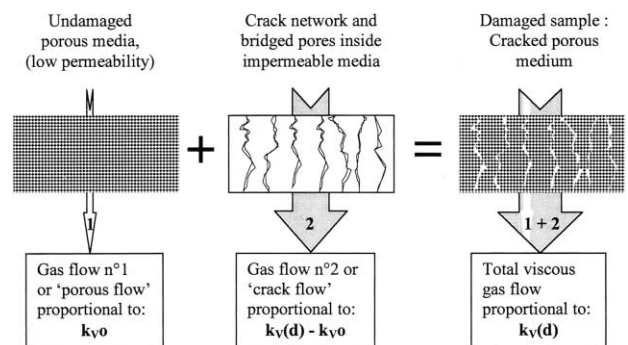 Undamaged
porous media,
(low permeability)
Crack network and
bridged pores inside
impermeable media
Damaged sample :
Cracked porous
medium
+
=
1
2
1 + 2
Gas flow n°1
or ‘porous flow’
proportional to:
kvo
Gas flow n°2 or
‘crack flow’
proportional to:
kv(d) - kvo
Total viscous
gas flow
proportional to:
kv(d)